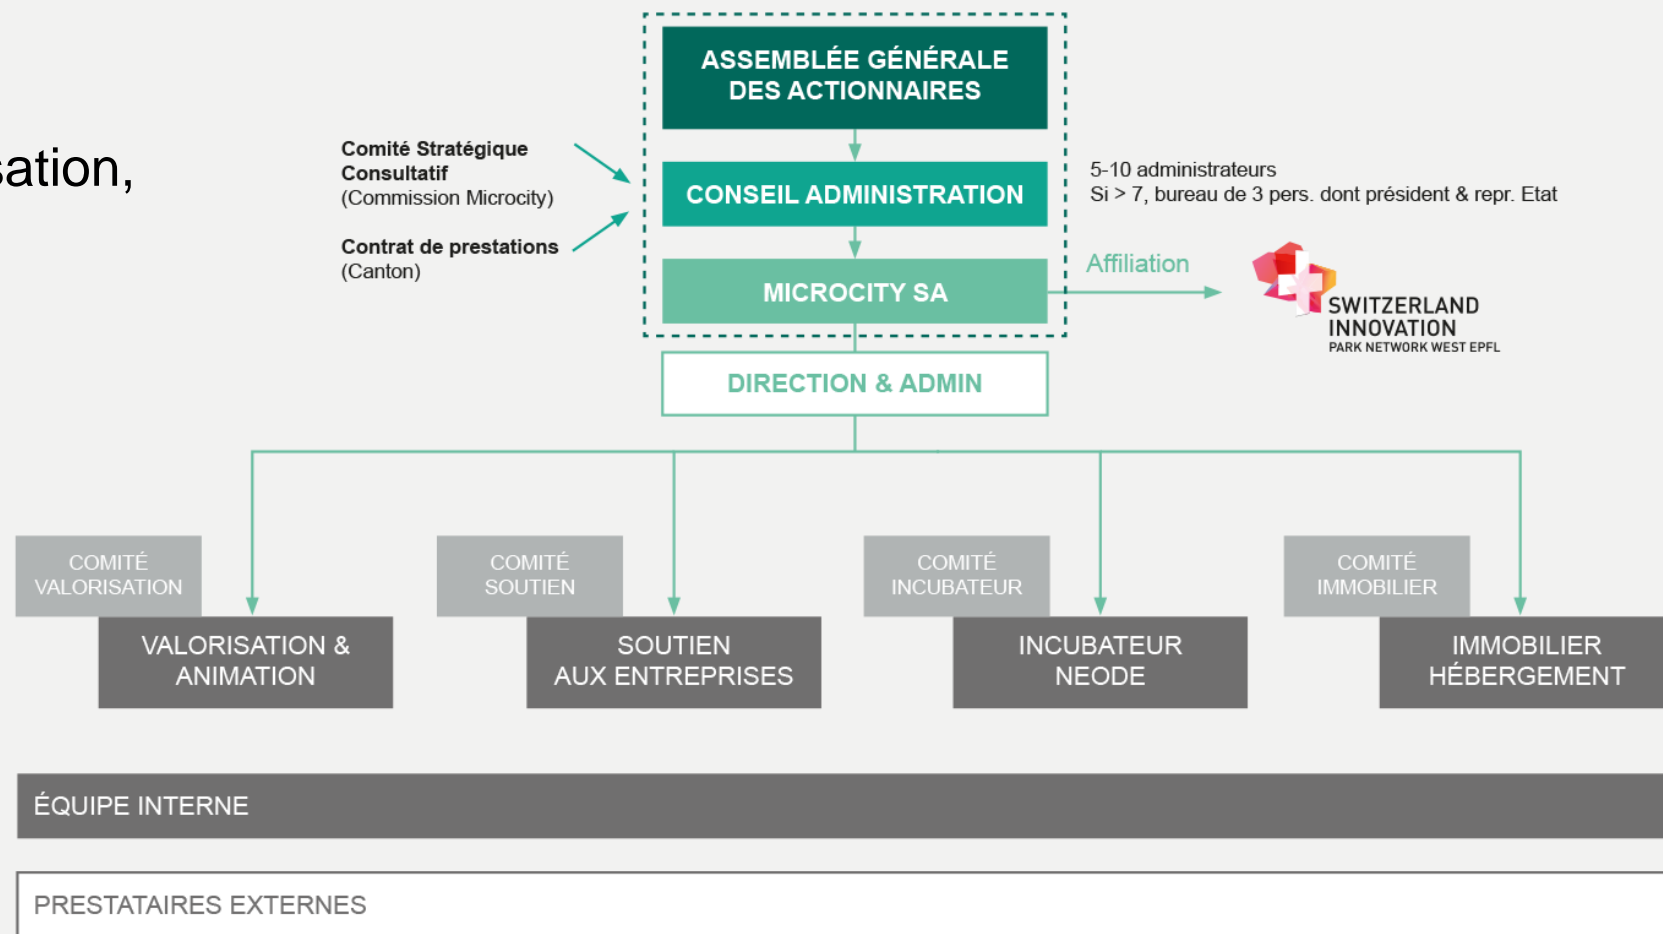 ASSEMBLÉE GÉNÉRALE
DES ACTIONNAIRES
sation,
Comité Stratégique
Consultatif
(Commission Microcity)
Contrat de prestations
(Canton)
CONSEIL ADMINISTRATION
5-10 administrateurs
Si > 7, bureau de 3 pers. dont président & repr. Etat
MICROCITY SA
Affiliation
SWITZERLAND
INNOVATION
PARK NETWORK WEST EPFL
DIRECTION & ADMIN
COMITÉ
VALORISATION
VALORISATION &
ANIMATION
COMITÉ
SOUTIEN
SOUTIEN
AUX ENTREPRISES
COMITÉ
INCUBATEUR
INCUBATEUR
NEODE
COMITÉ
IMMOBILIER
IMMOBILIER
HÉBERGEMENT
ÉQUIPE INTERNE
PRESTATAIRES EXTERNES